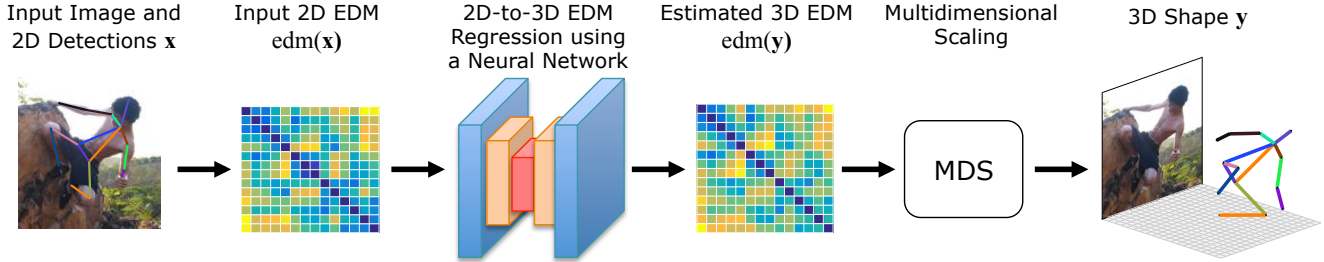 Input Image and
2D Detections x
Input 2D EDM
edm(x)
2D-to-3D EDM
Regression using
a Neural Network
Estimated 3D EDM
edm(y)
Multidimensional
Scaling
3D Shape y
MDS